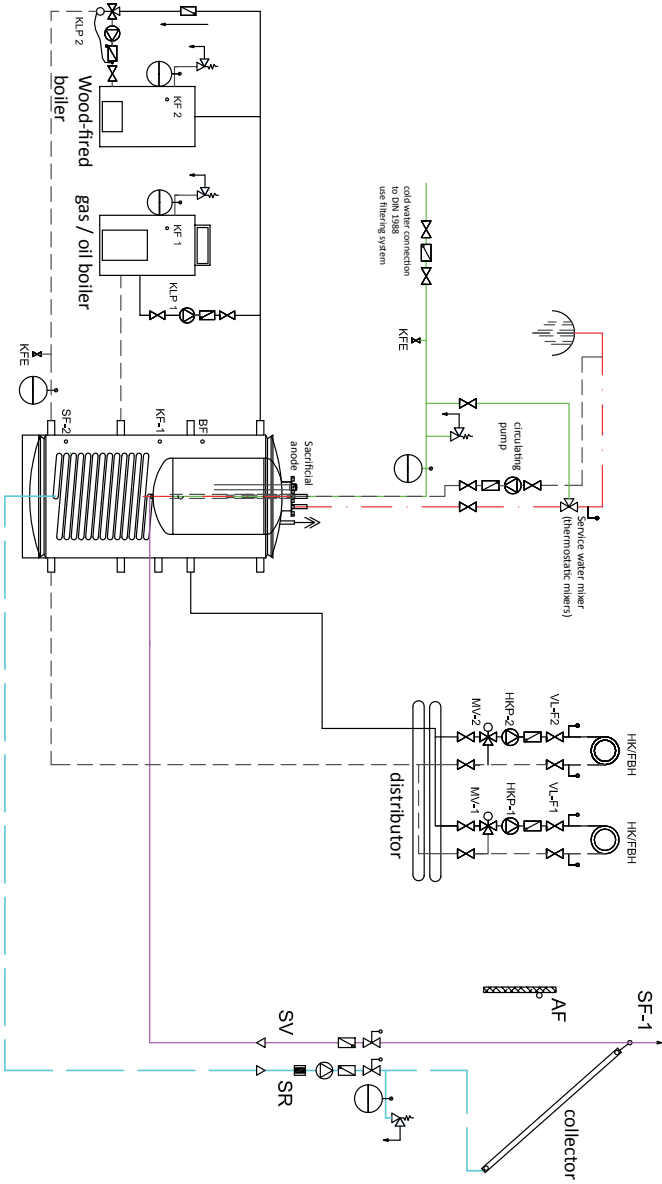 KLP 2
Wood-fired
boiler
KF 2
gas / oil boiler
KF 1
KLP 1
KFE
SF-2
KF-1
BF
Sacrificial
anode
cold water connection
to DIN 1988
use filtering system
KFE
circulating
pump
Service water mixer
(thermostatic mixers)
HK/FBH
VL-F2
HKP-2
MV-2
HK/FBH
VL-F1
HKP-1
MV-1
distributor
AF
SF-1
collector
SV
SR